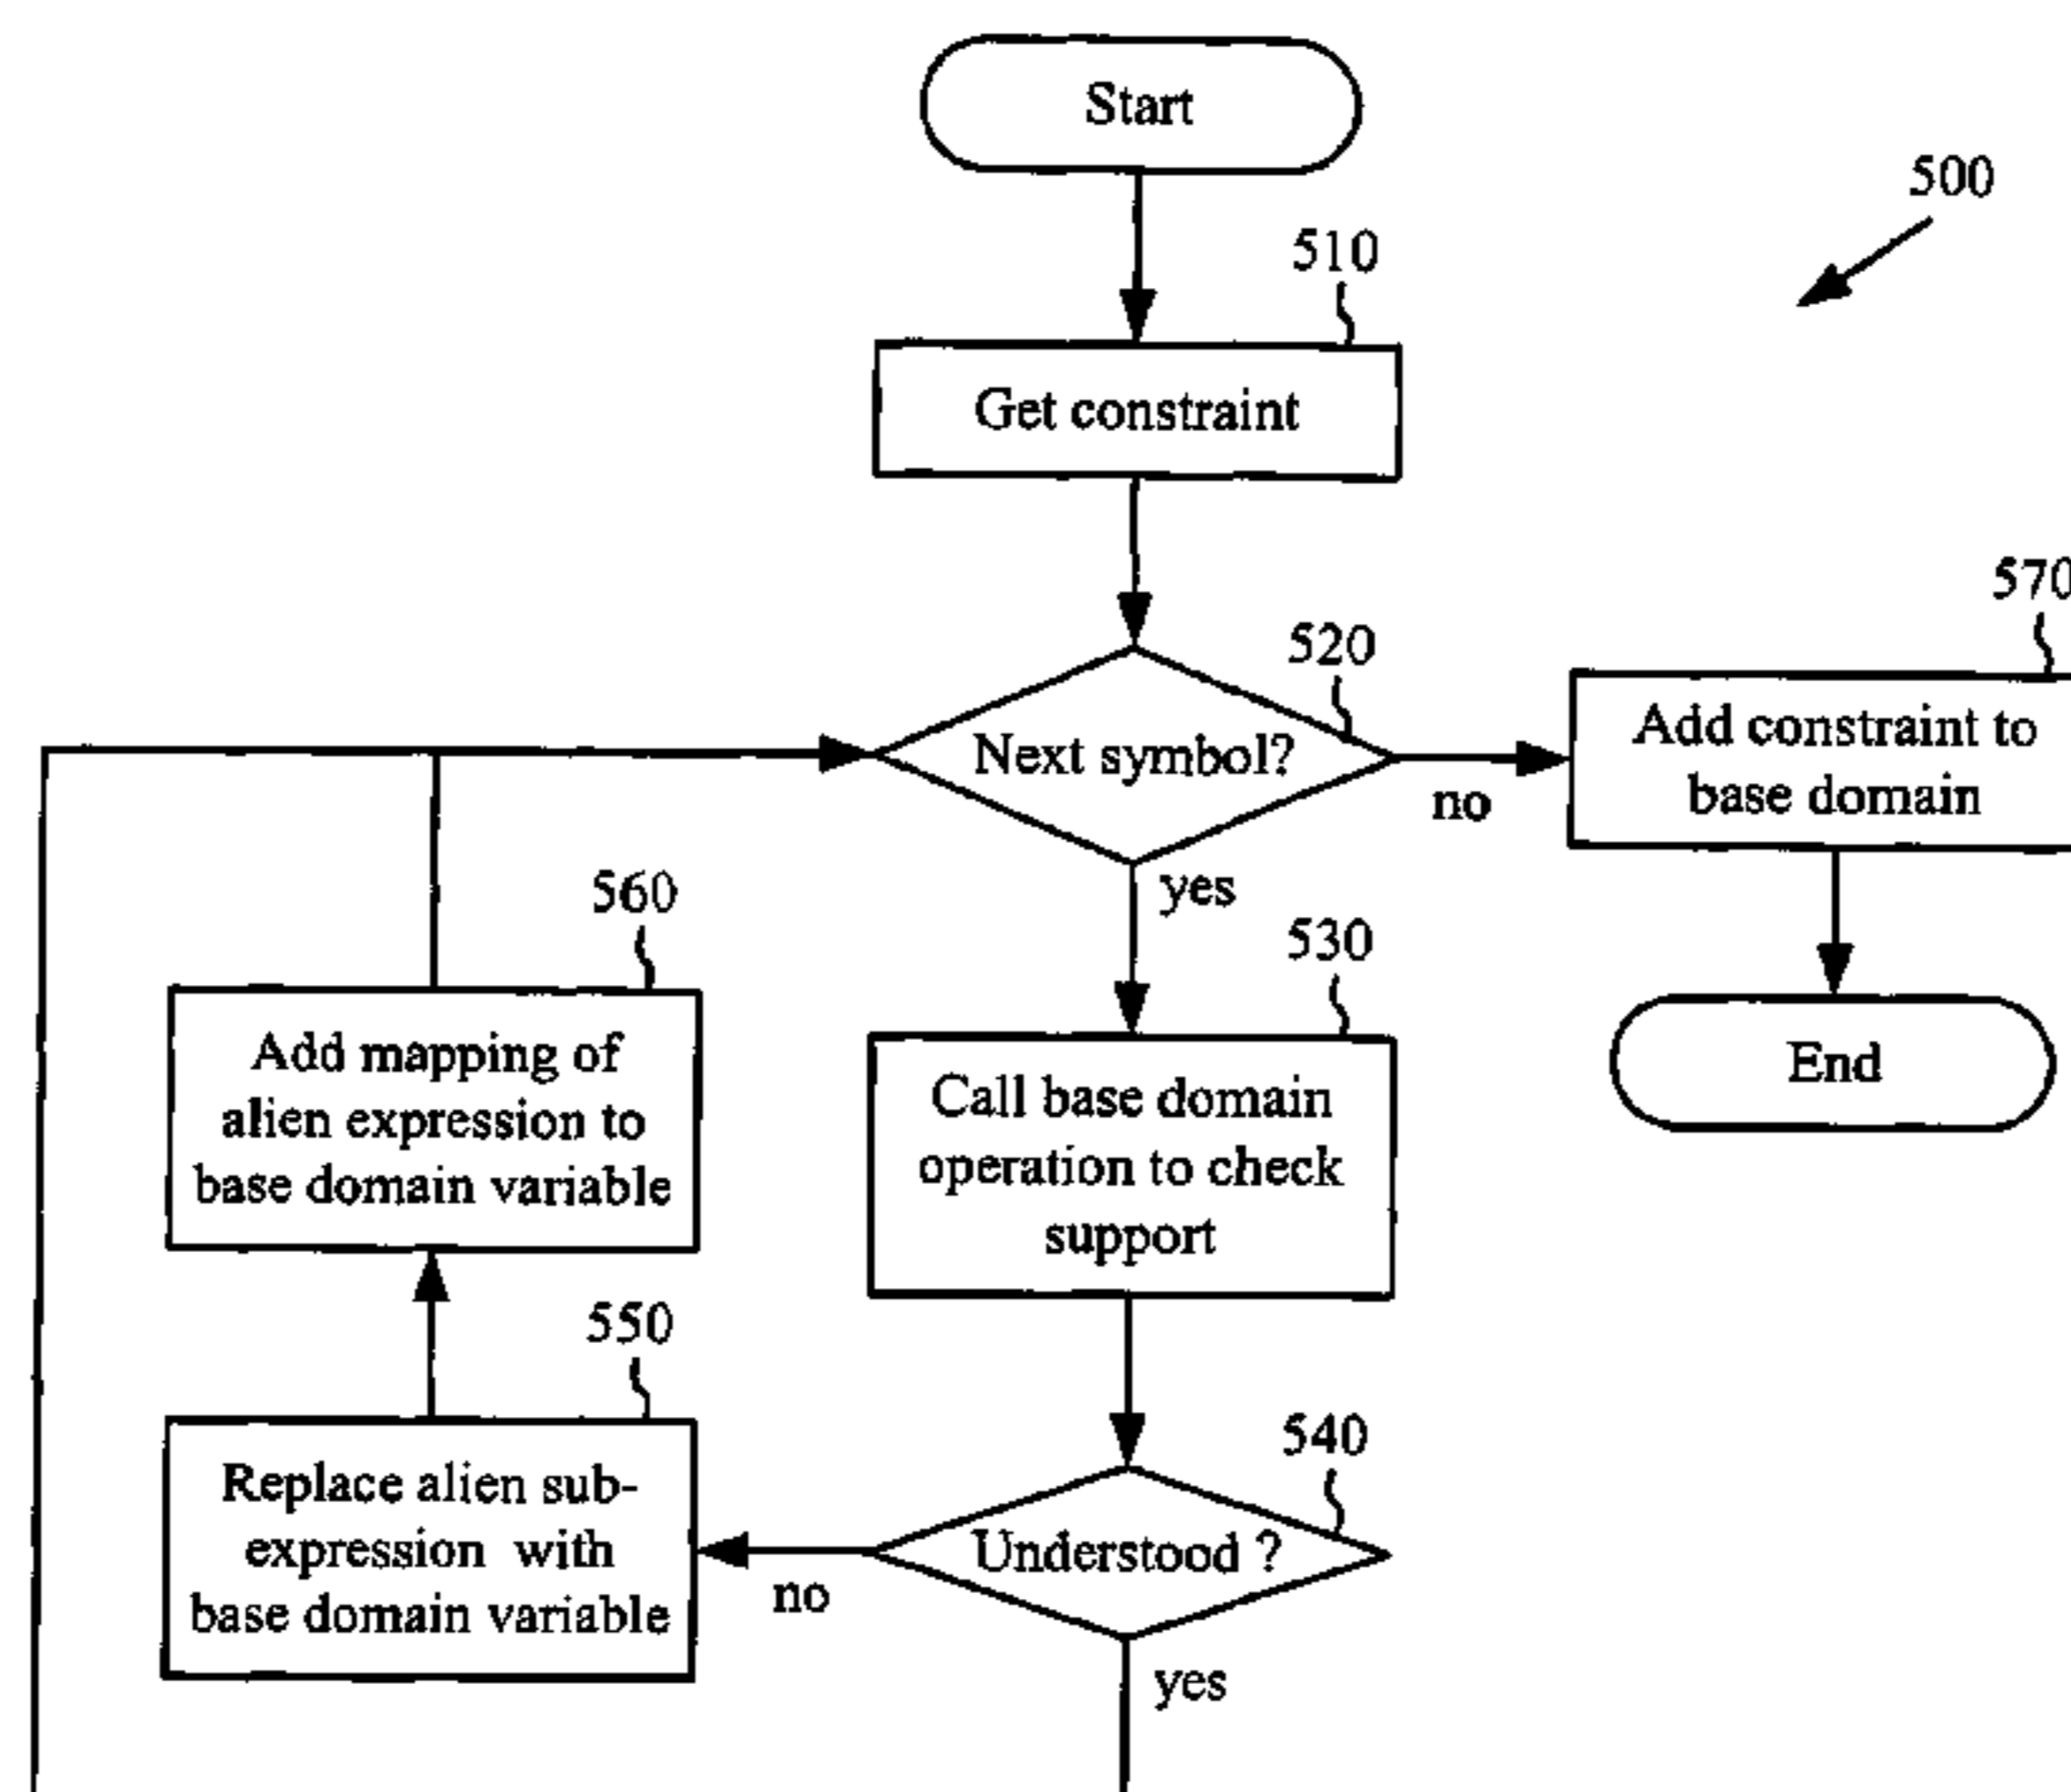 Start
500
510
Get constraint
520
Next symbol?
no
570
Add constraint to
base domain
End
yes
530
Call base domain
operation to check
support
540
Understood ?
no
yes
550
Replace alien sub-
expression with
base domain variable
560
Add mapping of
alien expression to
base domain variable